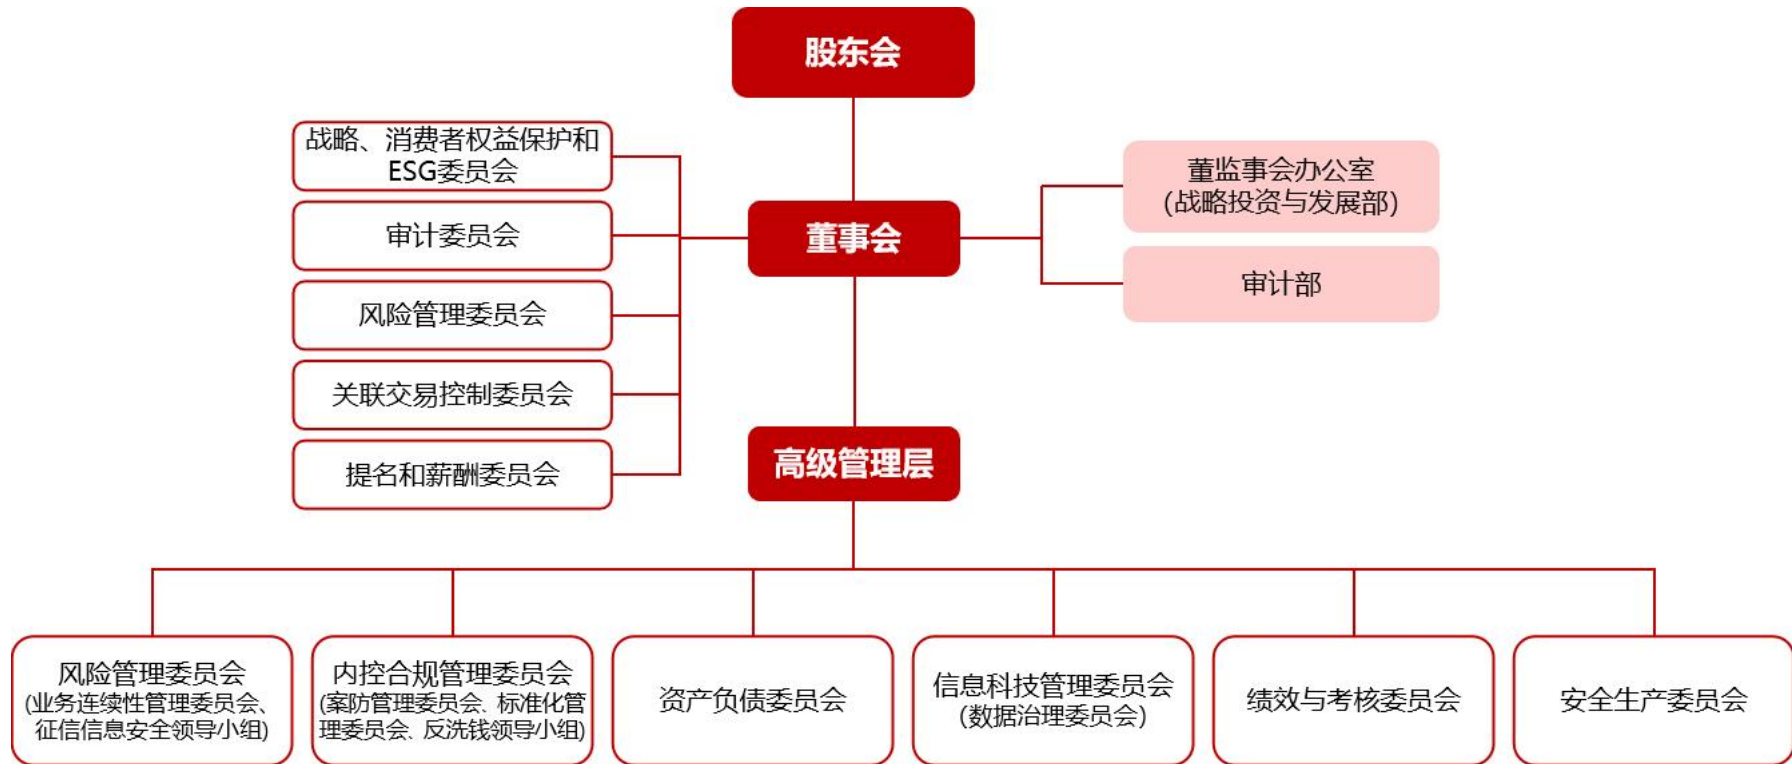 股东会
战略、消费者权益保护和
ESG委员会
审计委员会
风险管理委员会
关联交易控制委员会
提名和薪酬委员会
董事会
董监事会办公室
(战略投资与发展部)
审计部
高级管理层
风险管理委员会
(业务连续性管理委员会、
征信信息安全领导小组)
内控合规管理委员会
(案防管理委员会、标准化管
理委员会、反洗钱领导小组)
资产负债委员会
信息科技管理委员会
(数据治理委员会)
绩效与考核委员会
安全生产委员会